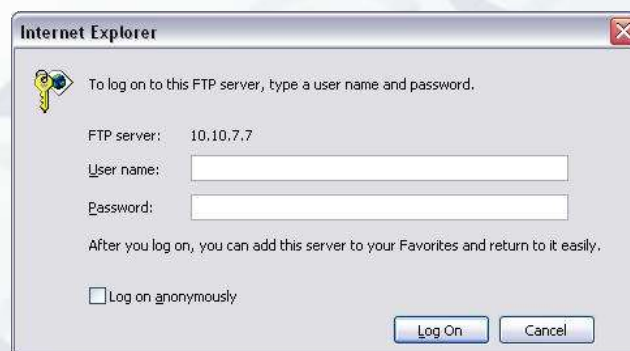 Internet Explorer
To log on to this FTP server, type a user name and password.
FTP server: 10.10.7.7
User name:
Password:
After you log on, you can add this server to your Favorites and return to it easily.
Log on anonymously
Log On Cancel